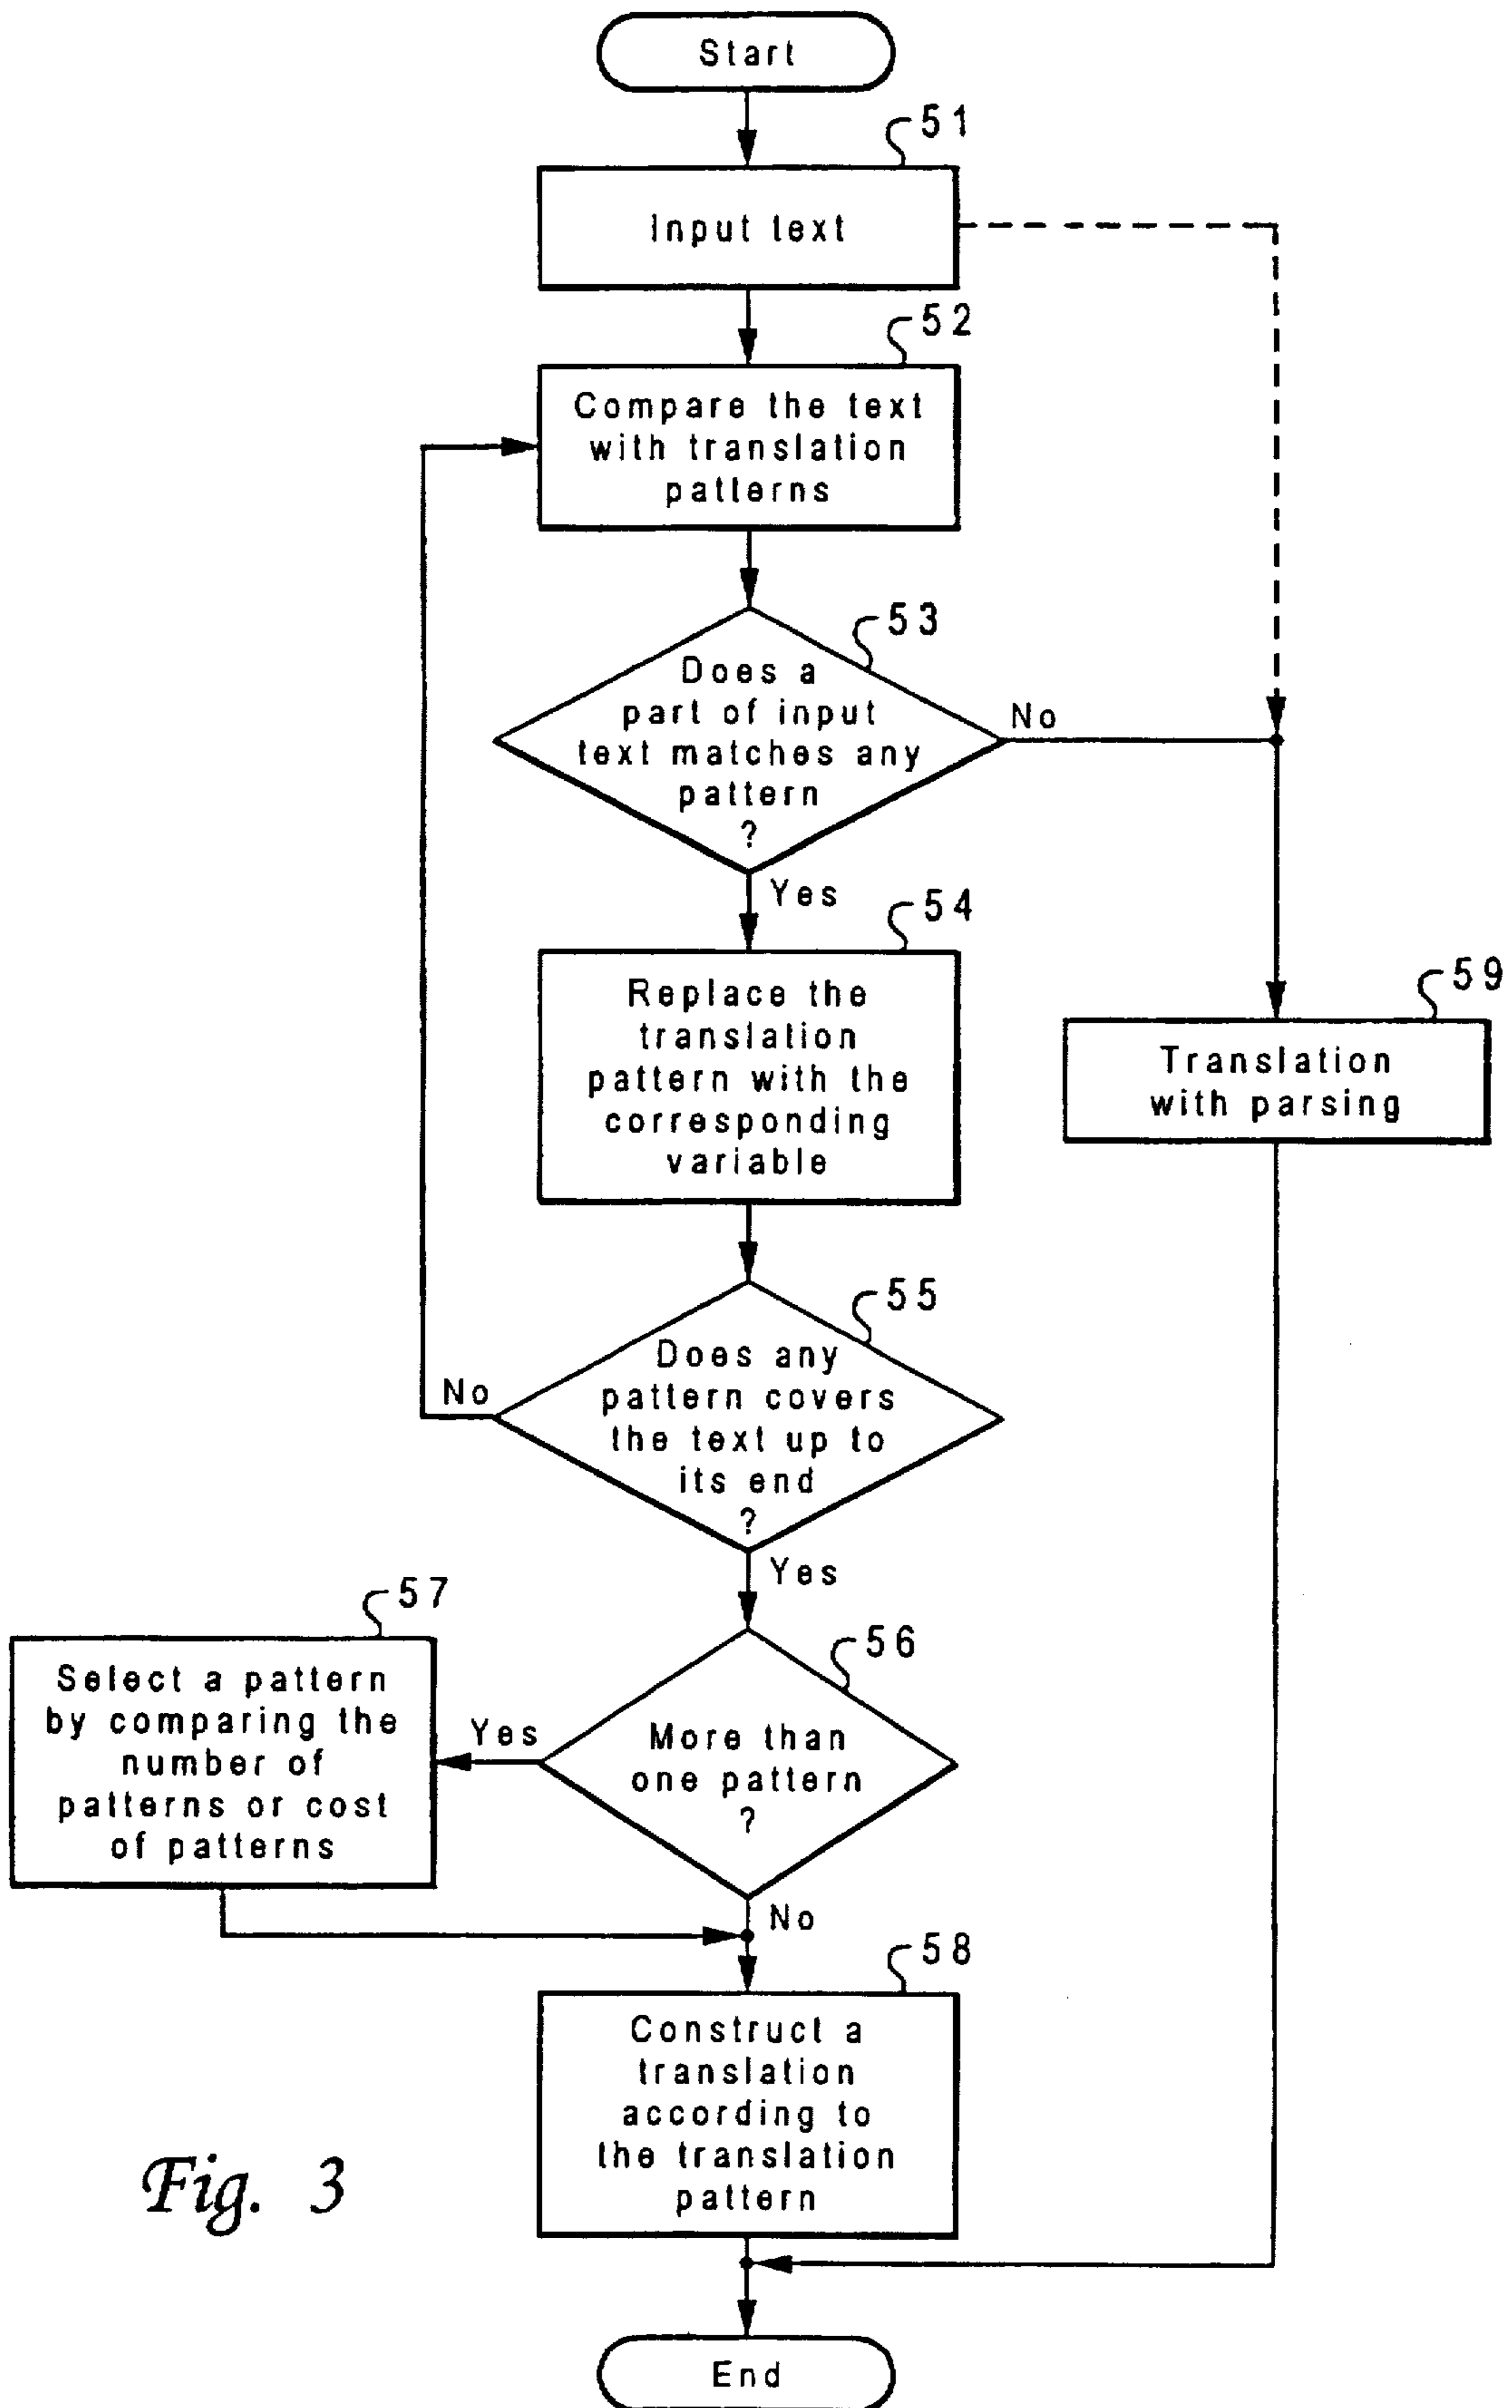 Start
51
Input text
52
Compare the text
with translation
patterns
53
Does a
part of input
text matches any
pattern
?
No
Yes
54
Replace the
translation
pattern with the
corresponding
variable
59
Translation
with parsing
55
Does any
pattern covers
the text up to
its end
?
No
Yes
57
Select a pattern
by comparing the
number of
patterns or cost
of patterns
56
More than
one pattern
?
Yes
No
58
Construct a
translation
according to
the translation
pattern
Fig. 3
End